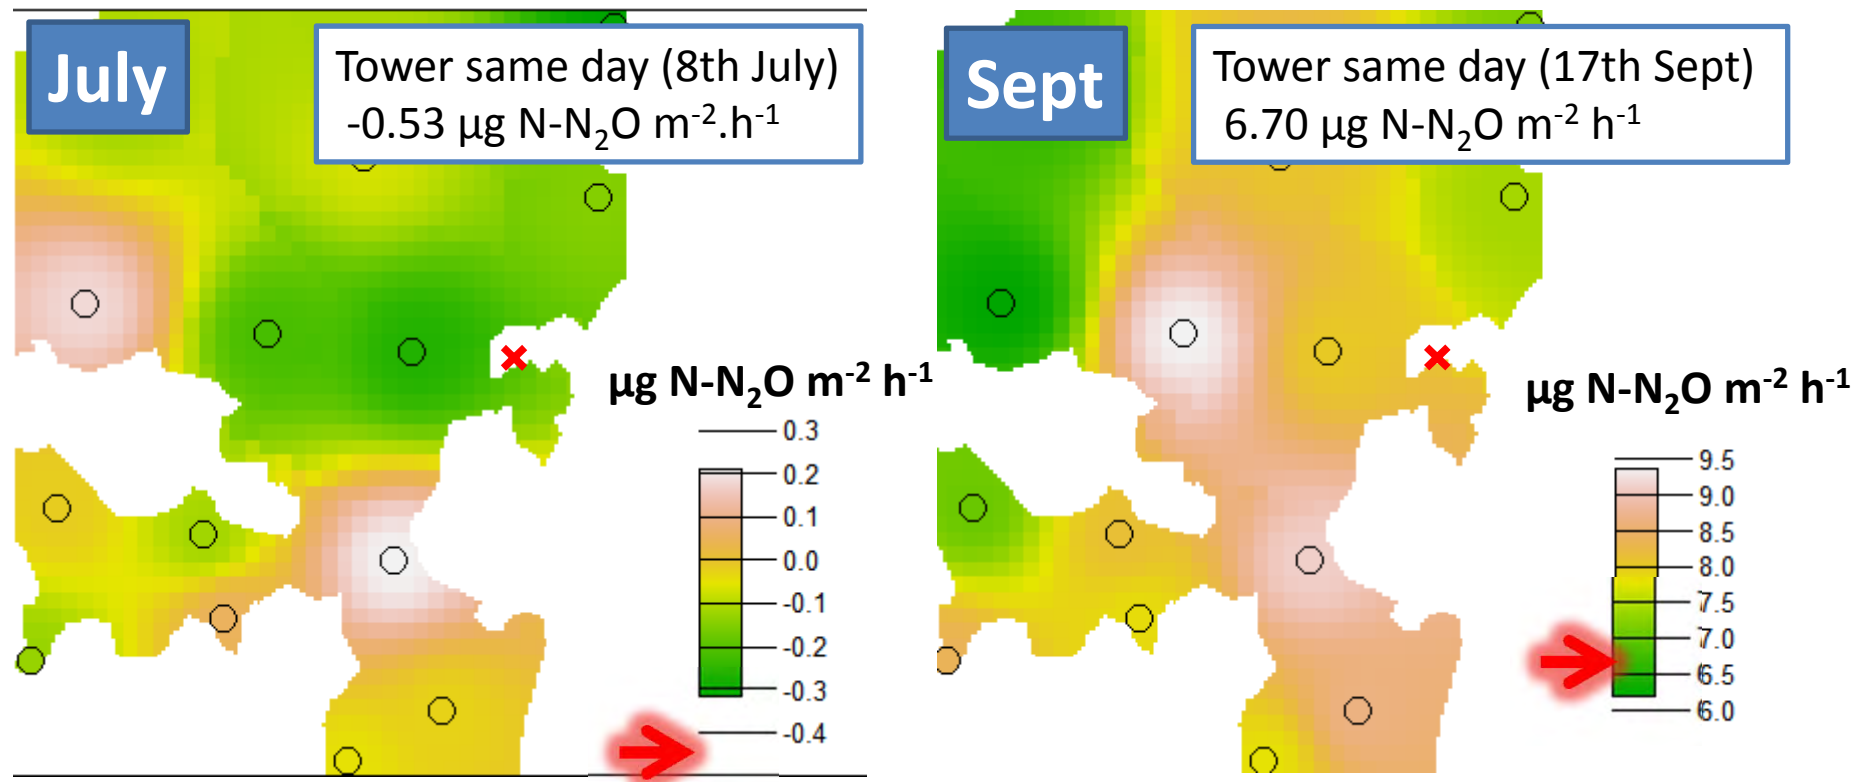 July
Tower same day (8th July)
-0.53 µg N-N₂O m⁻².h⁻¹
µg N-N₂O m⁻² h⁻¹
0.3
0.2
0.1
0.0
-0.1
-0.2
-0.3
-0.4
Sept
Tower same day (17th Sept)
6.70 µg N-N₂O m⁻² h⁻¹
µg N-N₂O m⁻² h⁻¹
9.5
9.0
8.5
8.0
7.5
7.0
6.5
6.0